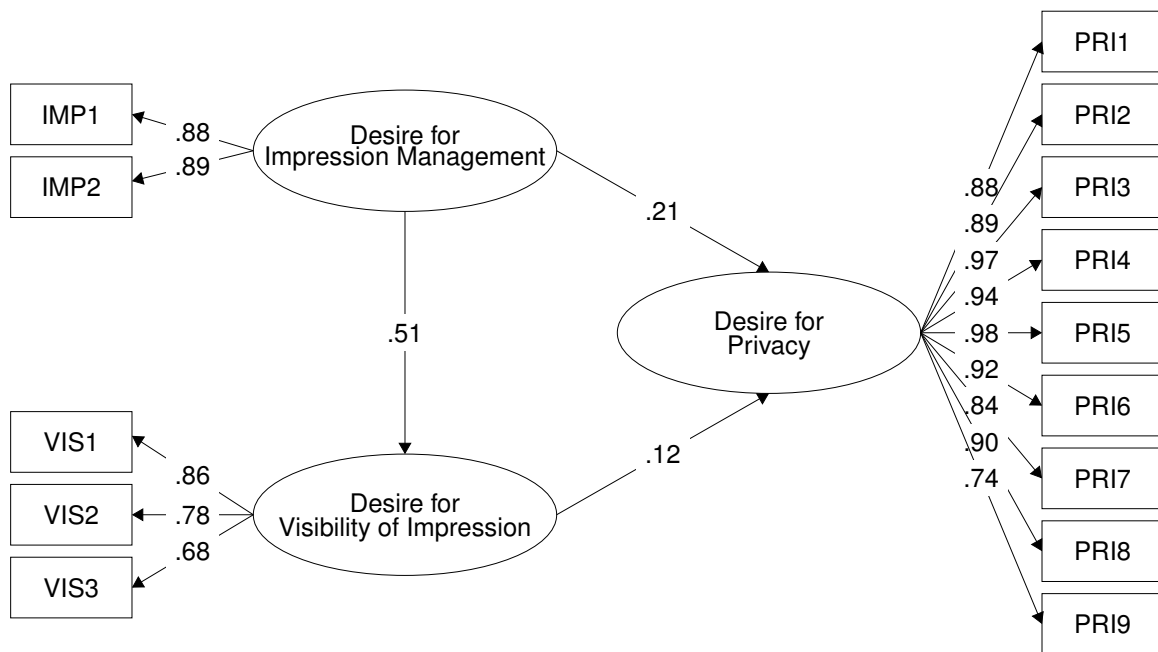 IMP1
IMP2
.88
.89
Desire for
Impression Management
.21
.51
VIS1
VIS2
VIS3
.86
.78
.68
Desire for
Visibility of Impression
.12
Desire for
Privacy
.88
.89
.97
.94
.98
.92
.84
.90
.74
PRI1
PRI2
PRI3
PRI4
PRI5
PRI6
PRI7
PRI8
PRI9